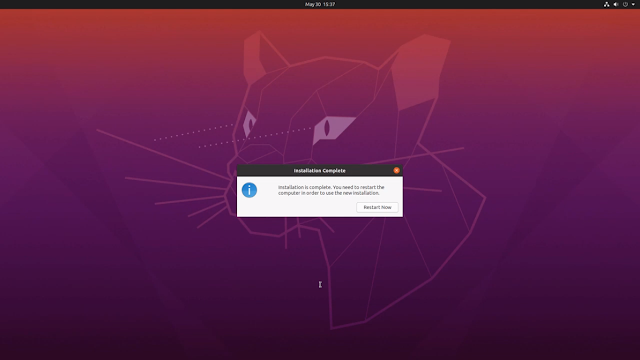 May 30  15:37
Installation Complete
Installation is complete. You need to restart the
computer in order to use the new installation.
Restart Now